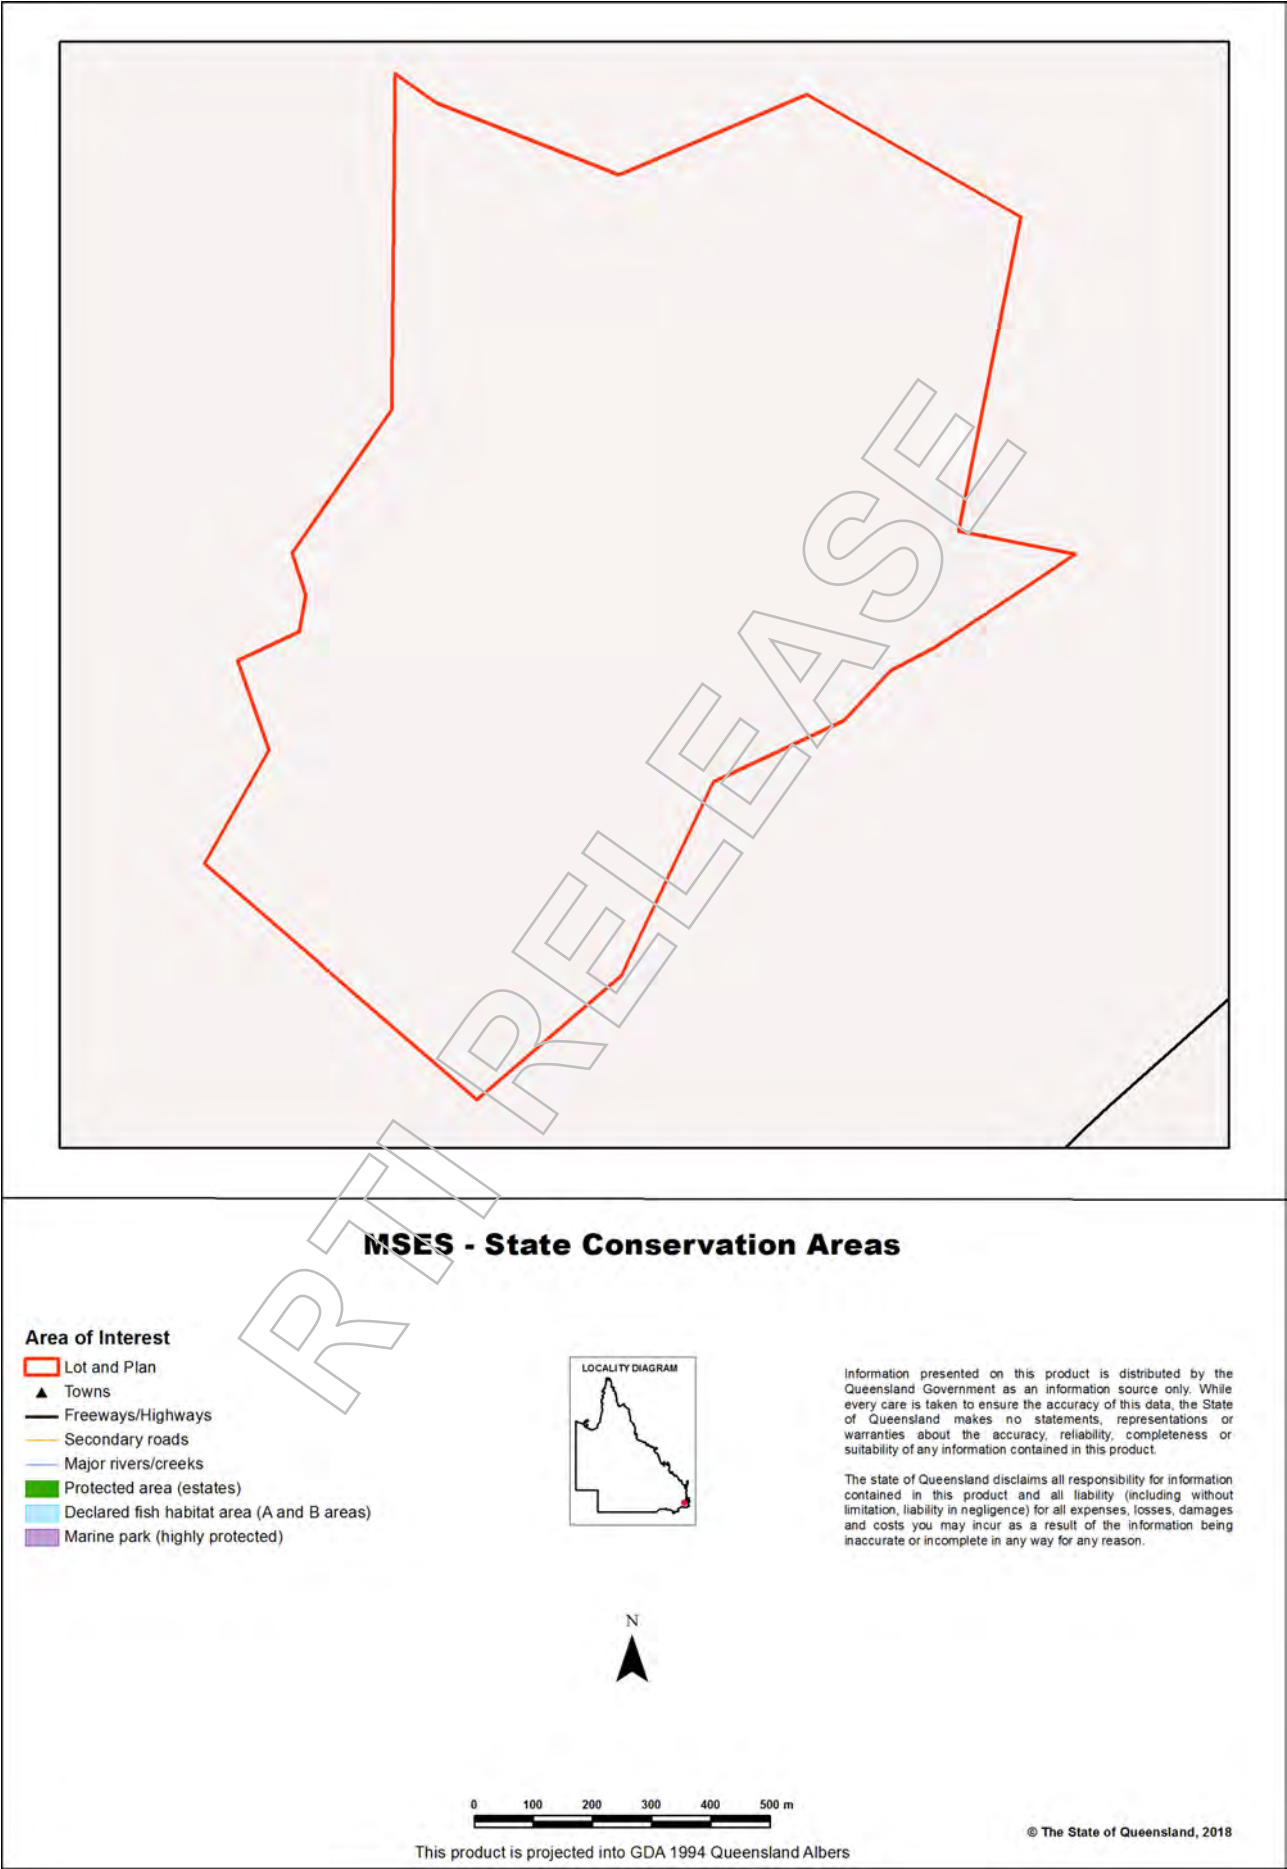 RTI RELEASE
MSES - State Conservation Areas
Area of Interest
Lot and Plan
Towns
Freeways/Highways
Secondary roads
Major rivers/creeks
Protected area (estates)
Declared fish habitat area (A and B areas)
Marine park (highly protected)
LOCALITY DIAGRAM
Information presented on this product is distributed by the
Queensland Government as an information source only. While
every care is taken to ensure the accuracy of this data, the State
of Queensland makes no statements, representations or
warranties about the accuracy, reliability, completeness or
suitability of any information contained in this product.
The state of Queensland disclaims all responsibility for information
contained in this product and all liability (including without
limitation, liability in negligence) for all expenses, losses, damages
and costs you may incur as a result of the information being
inaccurate or incomplete in any way for any reason.
N
0 100 200 300 400 500 m
This product is projected into GDA 1994 Queensland Albers
© The State of Queensland, 2018